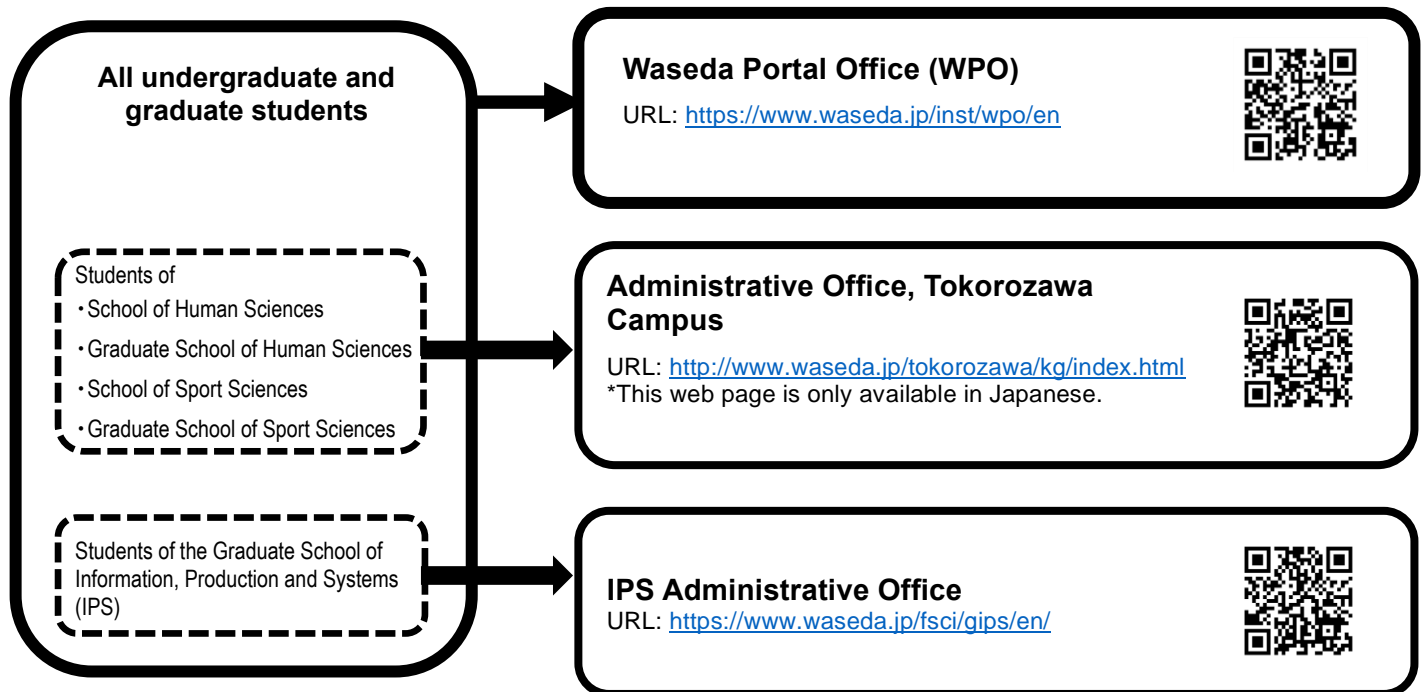 All undergraduate and
graduate students
Students of
・School of Human Sciences
・Graduate School of Human Sciences
・School of Sport Sciences
・Graduate School of Sport Sciences
Students of the Graduate School of
Information, Production and Systems
(IPS)
Waseda Portal Office (WPO)
URL: https://www.waseda.jp/inst/wpo/en
Administrative Office, Tokorozawa
Campus
URL: http://www.waseda.jp/tokorozawa/kg/index.html
*This web page is only available in Japanese.
IPS Administrative Office
URL: https://www.waseda.jp/fsci/gips/en/